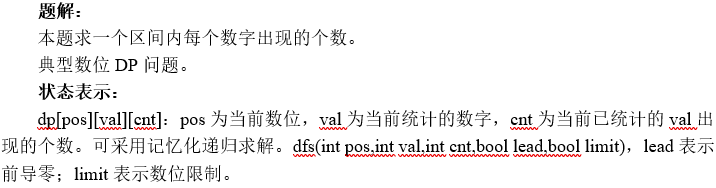 题解：
本题求一个区间内每个数字出现的个数。
典型数位 DP 问题。
状态表示：
dp[pos][val][cnt]：pos 为当前数位，val 为当前统计的数字，cnt 为当前已统计的 val 出
现的个数。可采用记忆化递归求解。dfs(int pos,int val,int cnt,bool lead,bool limit)，lead 表示
前导零；limit 表示数位限制。